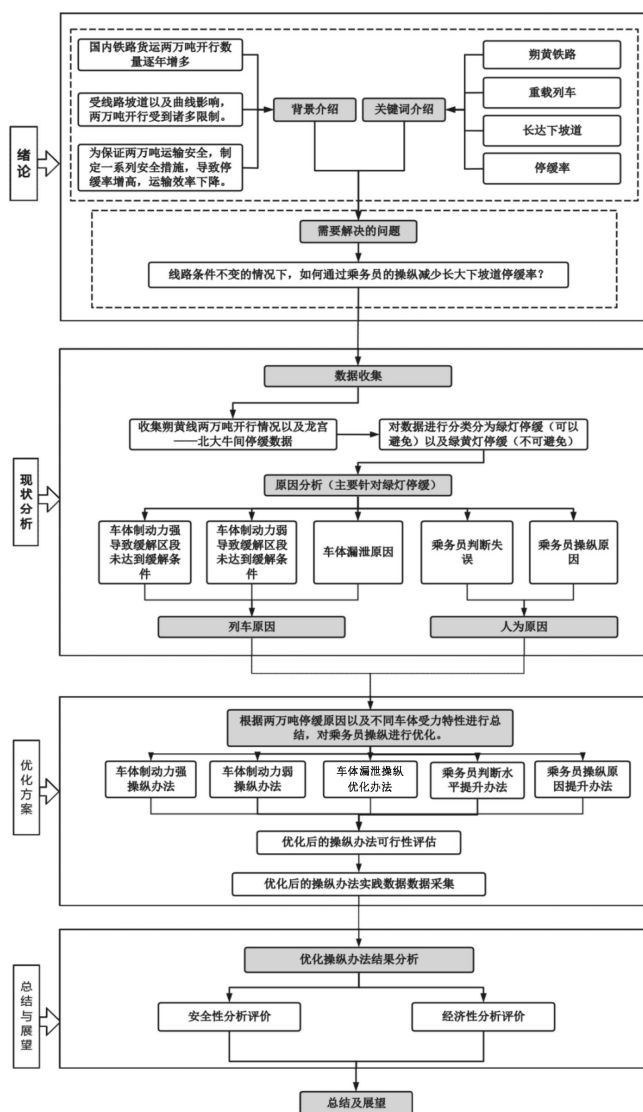 绪论
国内铁路货运两万吨开行数
量逐年增多
受线路坡道以及曲线影响，
两万吨开行受到诸多限制。
为保证两万吨运输安全，制
定一系列安全措施，导致停
缓率增高，运输效率下降。
背景介绍
关键词介绍
朔黄铁路
重载列车
长达下坡道
停缓率
需要解决的问题
线路条件不变的情况下，如何通过乘务员的操纵减少长大下坡道停缓率？
现状分析
数据收集
收集朔黄线两万吨开行情况以及龙宫
——北大牛间停缓数据
对数据进行分类分为绿灯停缓（可以
避免）以及绿黄灯停缓（不可避免）
原因分析（主要针对绿灯停缓）
车体制动力强
导致缓解区段
未达到缓解条
件
车体制动力弱
导致缓解区段
未达到缓解条
件
车体漏泄原因
乘务员判断失
误
乘务员操纵原
因
列车原因
人为原因
优化方案
根据两万吨停缓原因以及不同车体受力特性进行总
结，对乘务员操纵进行优化。
车体制动力强
操纵办法
车体制动力弱
操纵办法
车体漏泄操纵
优化办法
乘务员判断水
平提升办法
乘务员操纵原
因提升办法
优化后的操纵办法可行性评估
优化后的操纵办法实践数据数据采集
总结与展望
优化操纵办法结果分析
安全性分析评价
经济性分析评价
总结及展望